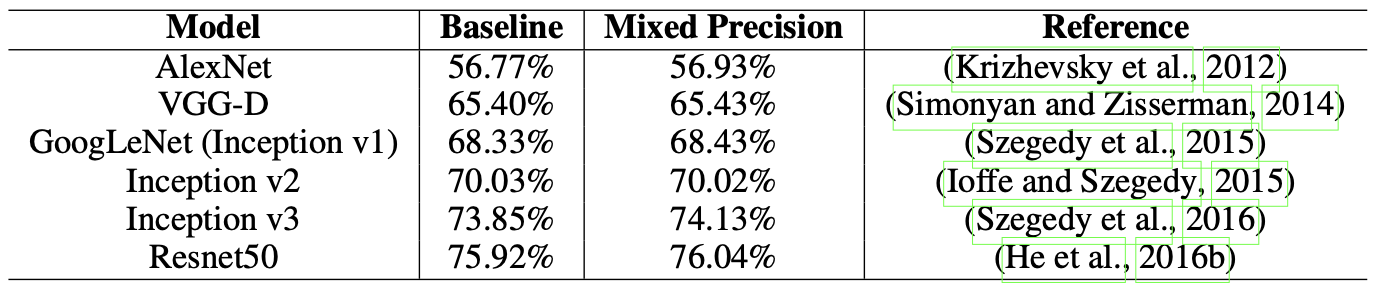 Model Baseline Mixed Precision Reference
AlexNet 56.77% 56.93% (Krizhevsky et al., 2012)
VGG-D 65.40% 65.43% (Simonyan and Zisserman, 2014)
GoogLeNet (Inception v1) 68.33% 68.43% (Szegedy et al., 2015)
Inception v2 70.03% 70.02% (Ioffe and Szegedy, 2015)
Inception v3 73.85% 74.13% (Szegedy et al., 2016)
Resnet50 75.92% 76.04% (He et al., 2016b)